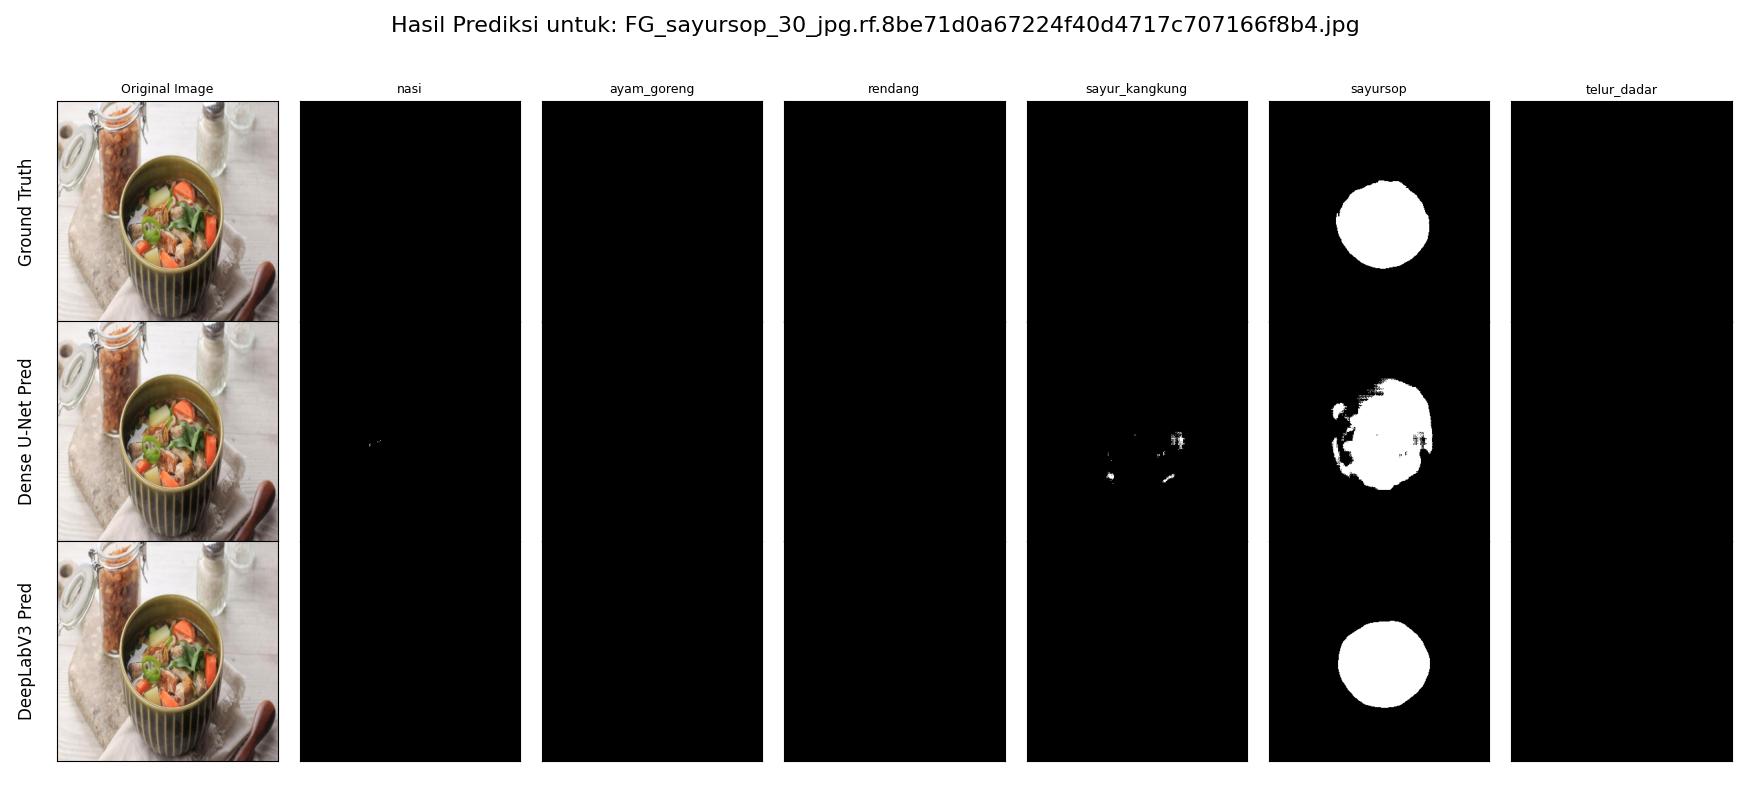 Hasil Prediksi untuk: FG_sayursop_30_jpg.rf.8be71d0a67224f40d4717c707166f8b4.jpg
Original Image
nasi
ayam_goreng
rendang
sayur_kangkung
sayursop
telur_dadar
Ground Truth
Dense U-Net Pred
DeepLabV3 Pred